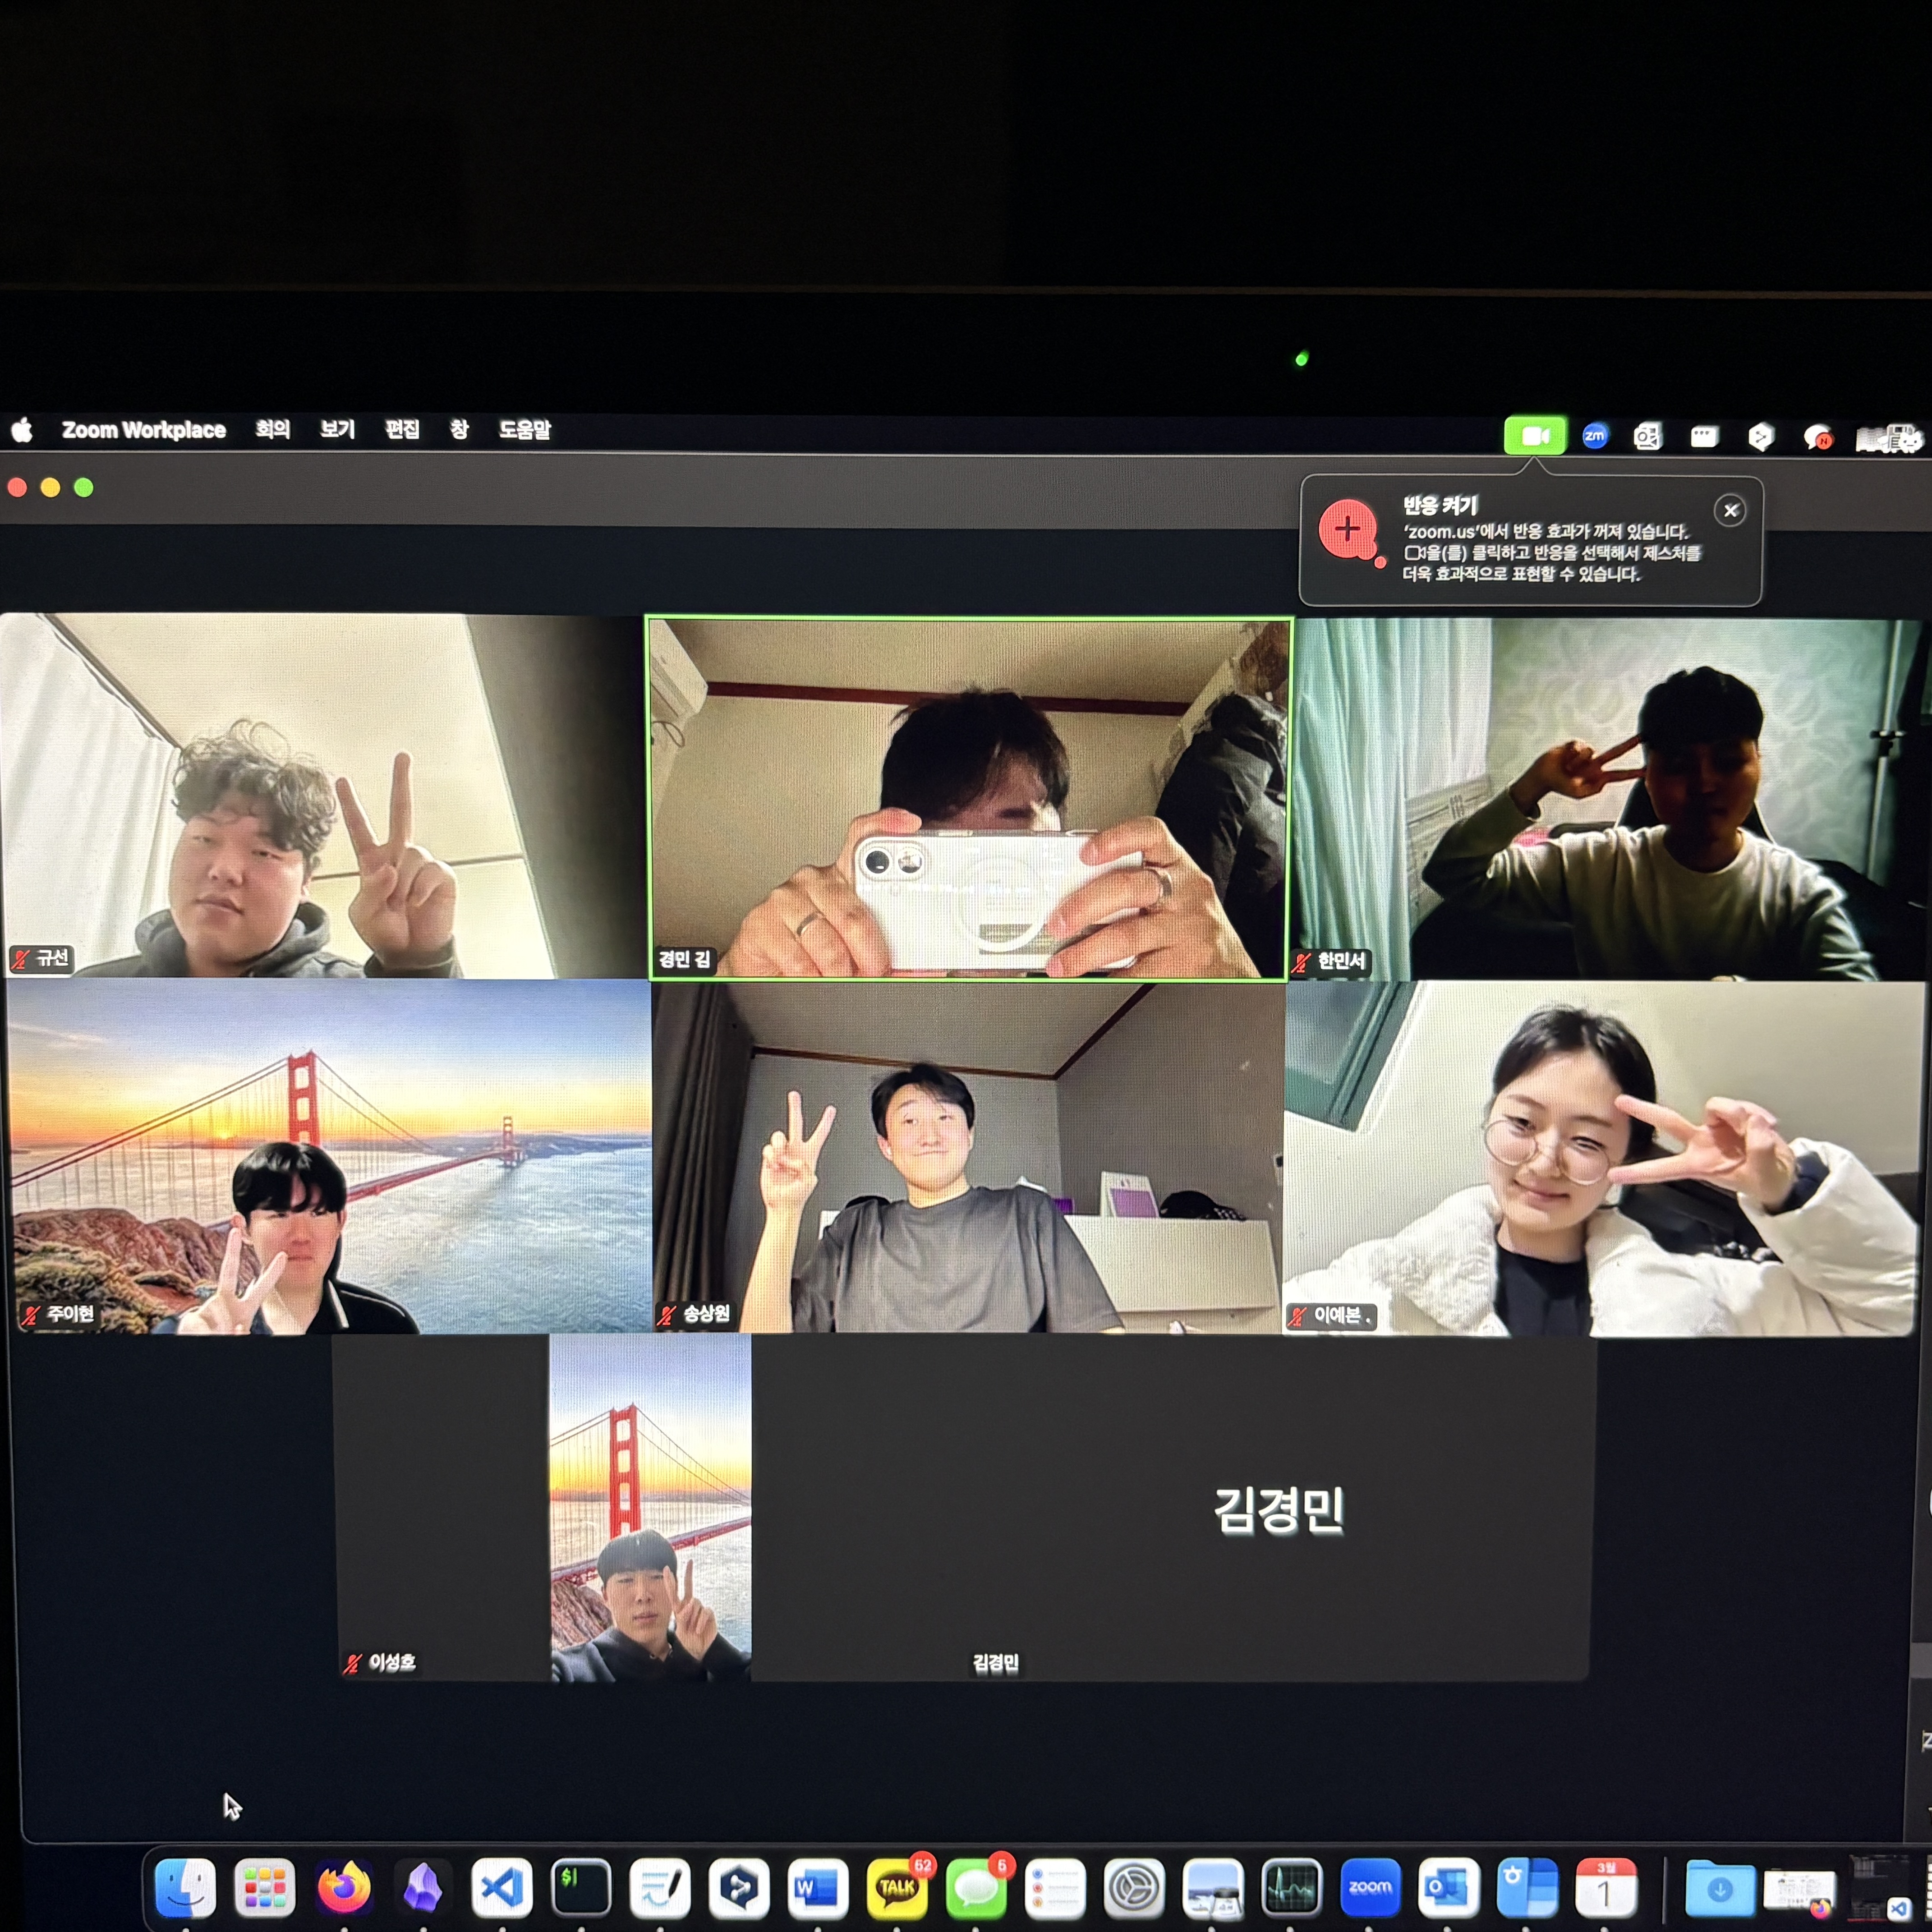 Zoom Workplace 회의 보기 편집 창 도움말
zm
N
반응 켜기
'zoom.us'에서 반응 효과가 꺼져 있습니다.
을(를) 클릭하고 반응을 선택해서 제스처를
더욱 효과적으로 표현할 수 있습니다.
규선
경민 김
한민서
주이현
송상원
이예본 .
이성호
김경민
김경민
$
W
TALK
52
5
zoom
O
3월
1